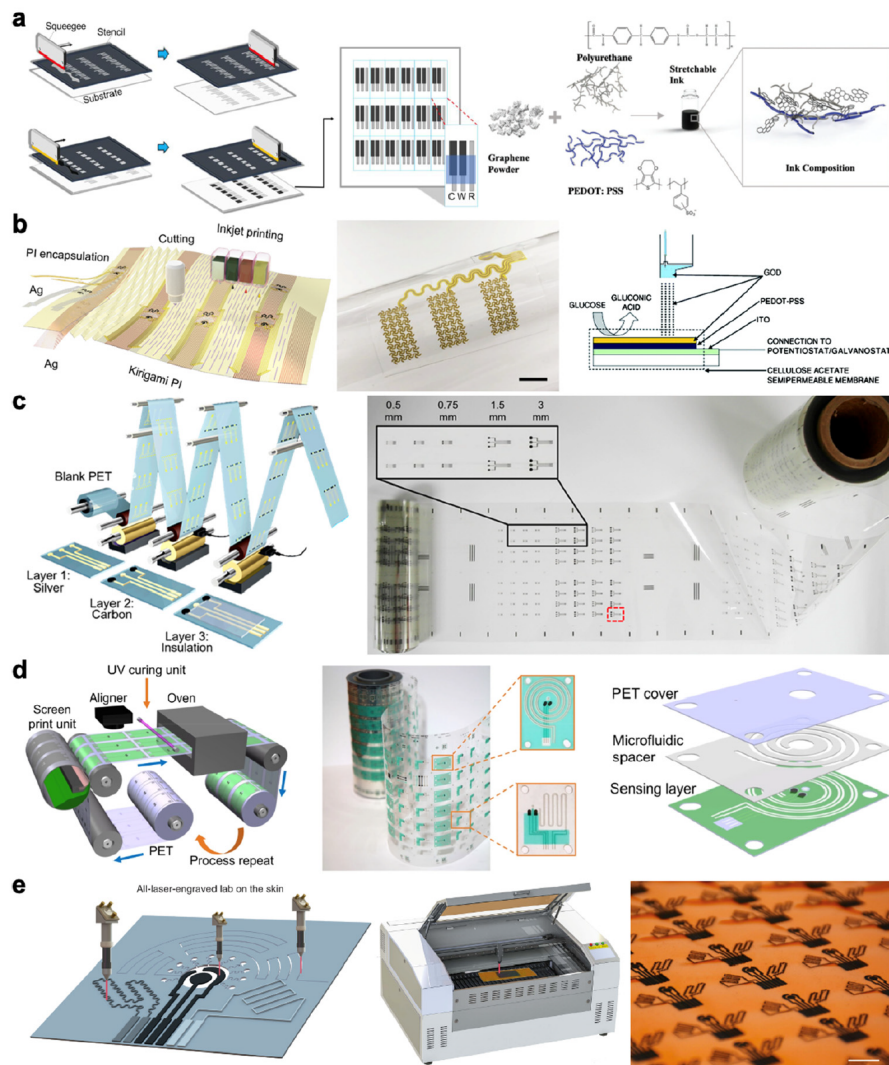 a
Squeegee
Stencil
Substrate
C W R
Graphene
Powder
Polyurethane
PEDOT: PSS
Stretchable
Ink
Ink Composition
b
PI encapsulation
Cutting
Inkjet printing
Ag
Ag
Kirigami PI
GLUCOSE
GLUCONIC
ACID
GOD
PEDOT-PSS
ITO
CONNECTION TO
POTENTIOSTAT/GALVANOSTAT
CELLULOSE ACETATE
SEMIPERMEABLE MEMBRANE
c
Blank PET
Layer 1:
Silver
Layer 2:
Carbon
Layer 3:
Insulation
0.5
mm
0.75
mm
1.5
mm
3
mm
d
UV curing unit
Aligner
Oven
Screen
print unit
PET
Process repeat
PET cover
Microfluidic
spacer
Sensing layer
e
All-laser-engraved lab on the skin